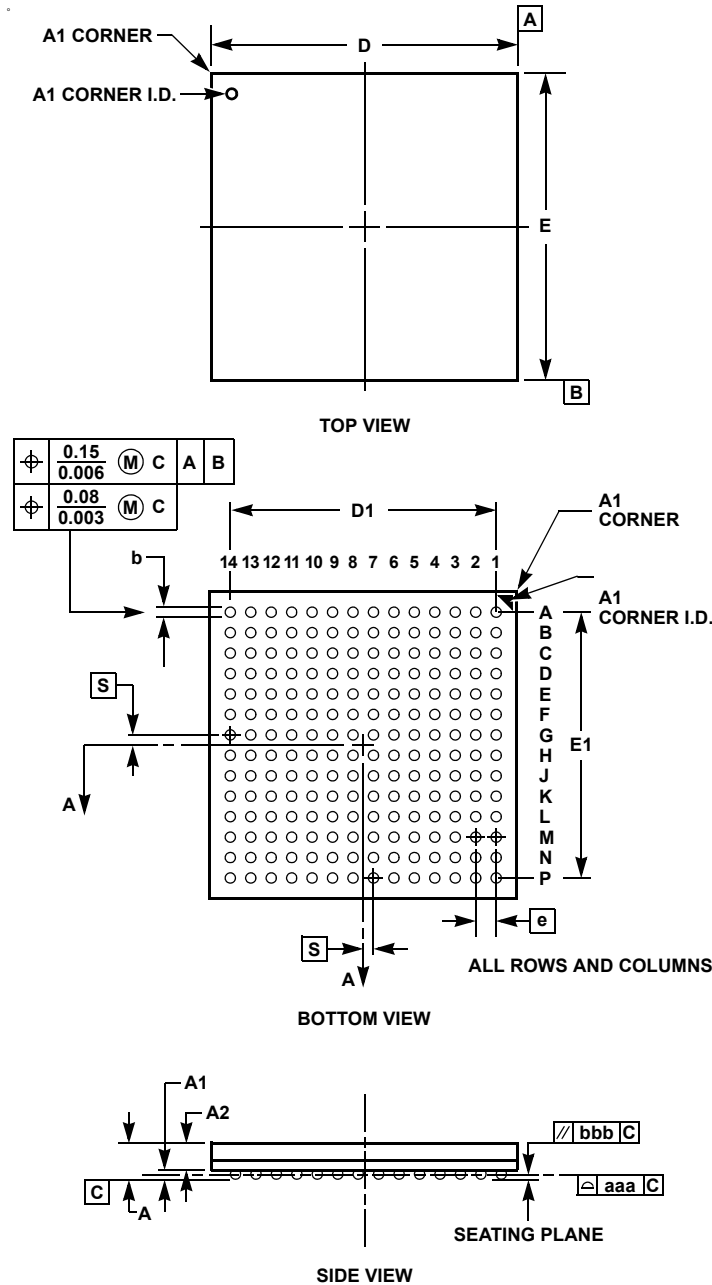 A1 CORNER
D
A
A1 CORNER I.D.
E
B
TOP VIEW
0.15
0.006 M C A B
0.08
0.003 M C
D1
A1
CORNER
b
14 13 12 11 10 9 8 7 6 5 4 3 2 1
A1
CORNER I.D.
A
B
C
D
E
F
G
H
J
K
L
M
N
P
S
E1
A
e
S
ALL ROWS AND COLUMNS
A
BOTTOM VIEW
A1
A2
// bbb C
C
aaa C
A
SEATING PLANE
SIDE VIEW